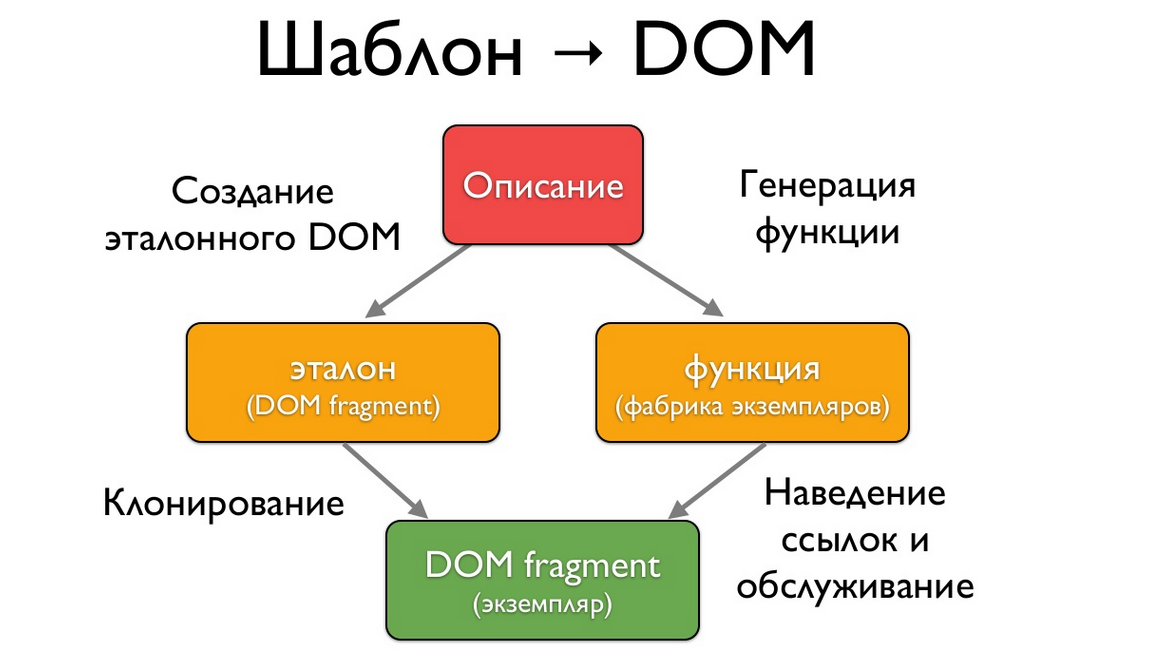 Шаблон → DOM
Описание
Создание
эталонного DOM
Генерация
функции
эталон
(DOM fragment)
функция
(фабрика экземпляров)
Клонирование
Наведение
ссылок и
обслуживание
DOM fragment
(экземпляр)